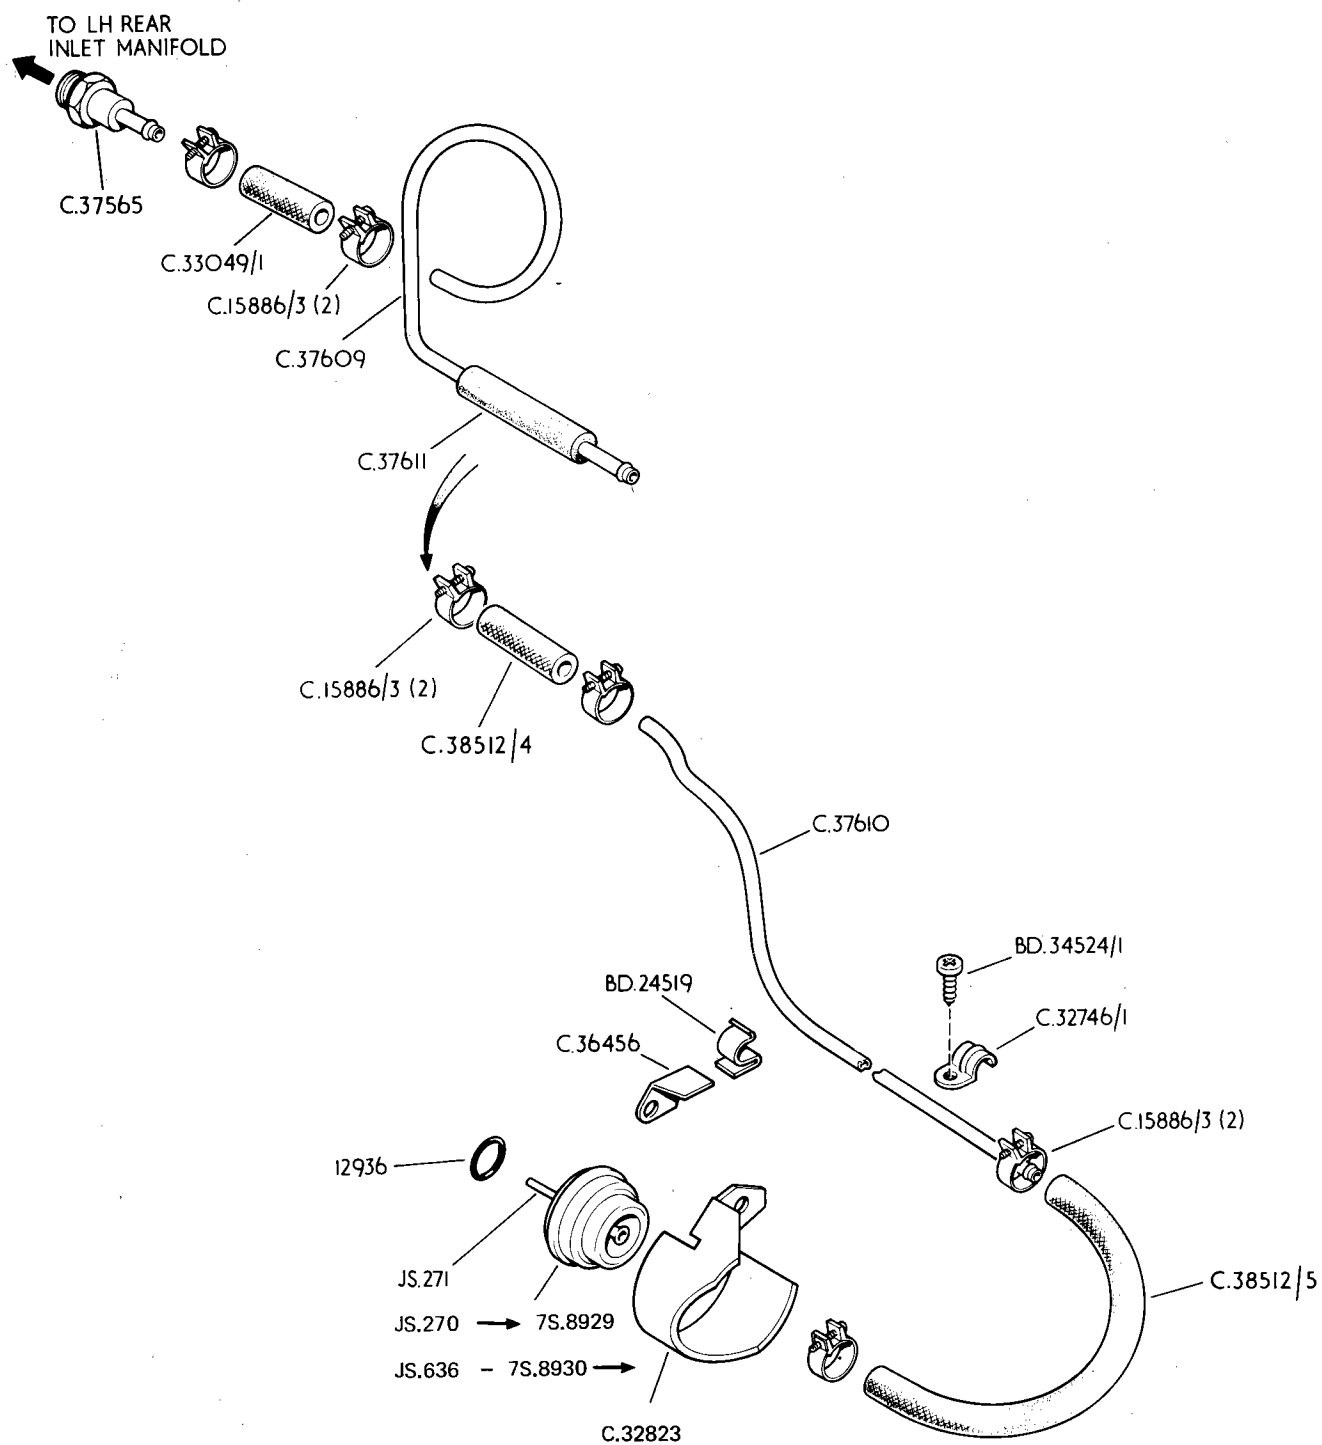 TO LH REAR
INLET MANIFOLD
C.37565
C.33049/1
C.15886/3 (2)
C.37609
C.37611
C.15886/3 (2)
C.38512/4
C.37610
BD.34524/1
BD.24519
C.32746/1
C.36456
C.15886/3 (2)
12936
JS.271
C.38512/5
JS.270 → 7S.8929
JS.636 - 7S.8930 →
C.32823